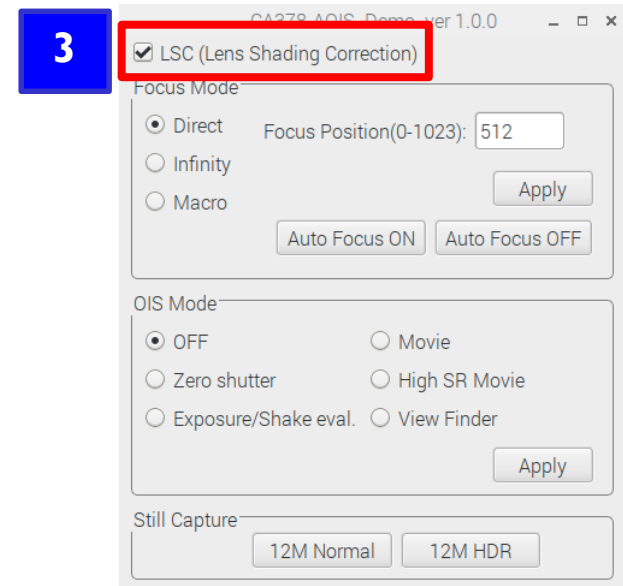 CA378-AOIS Demo ver 1.0.0
3
LSC (Lens Shading Correction)
Focus Mode
Direct Focus Position(0-1023): 512
Infinity
Apply
Macro
Auto Focus ON Auto Focus OFF
OIS Mode
OFF Movie
Zero shutter High SR Movie
Exposure/Shake eval. View Finder
Apply
Still Capture
12M Normal 12M HDR